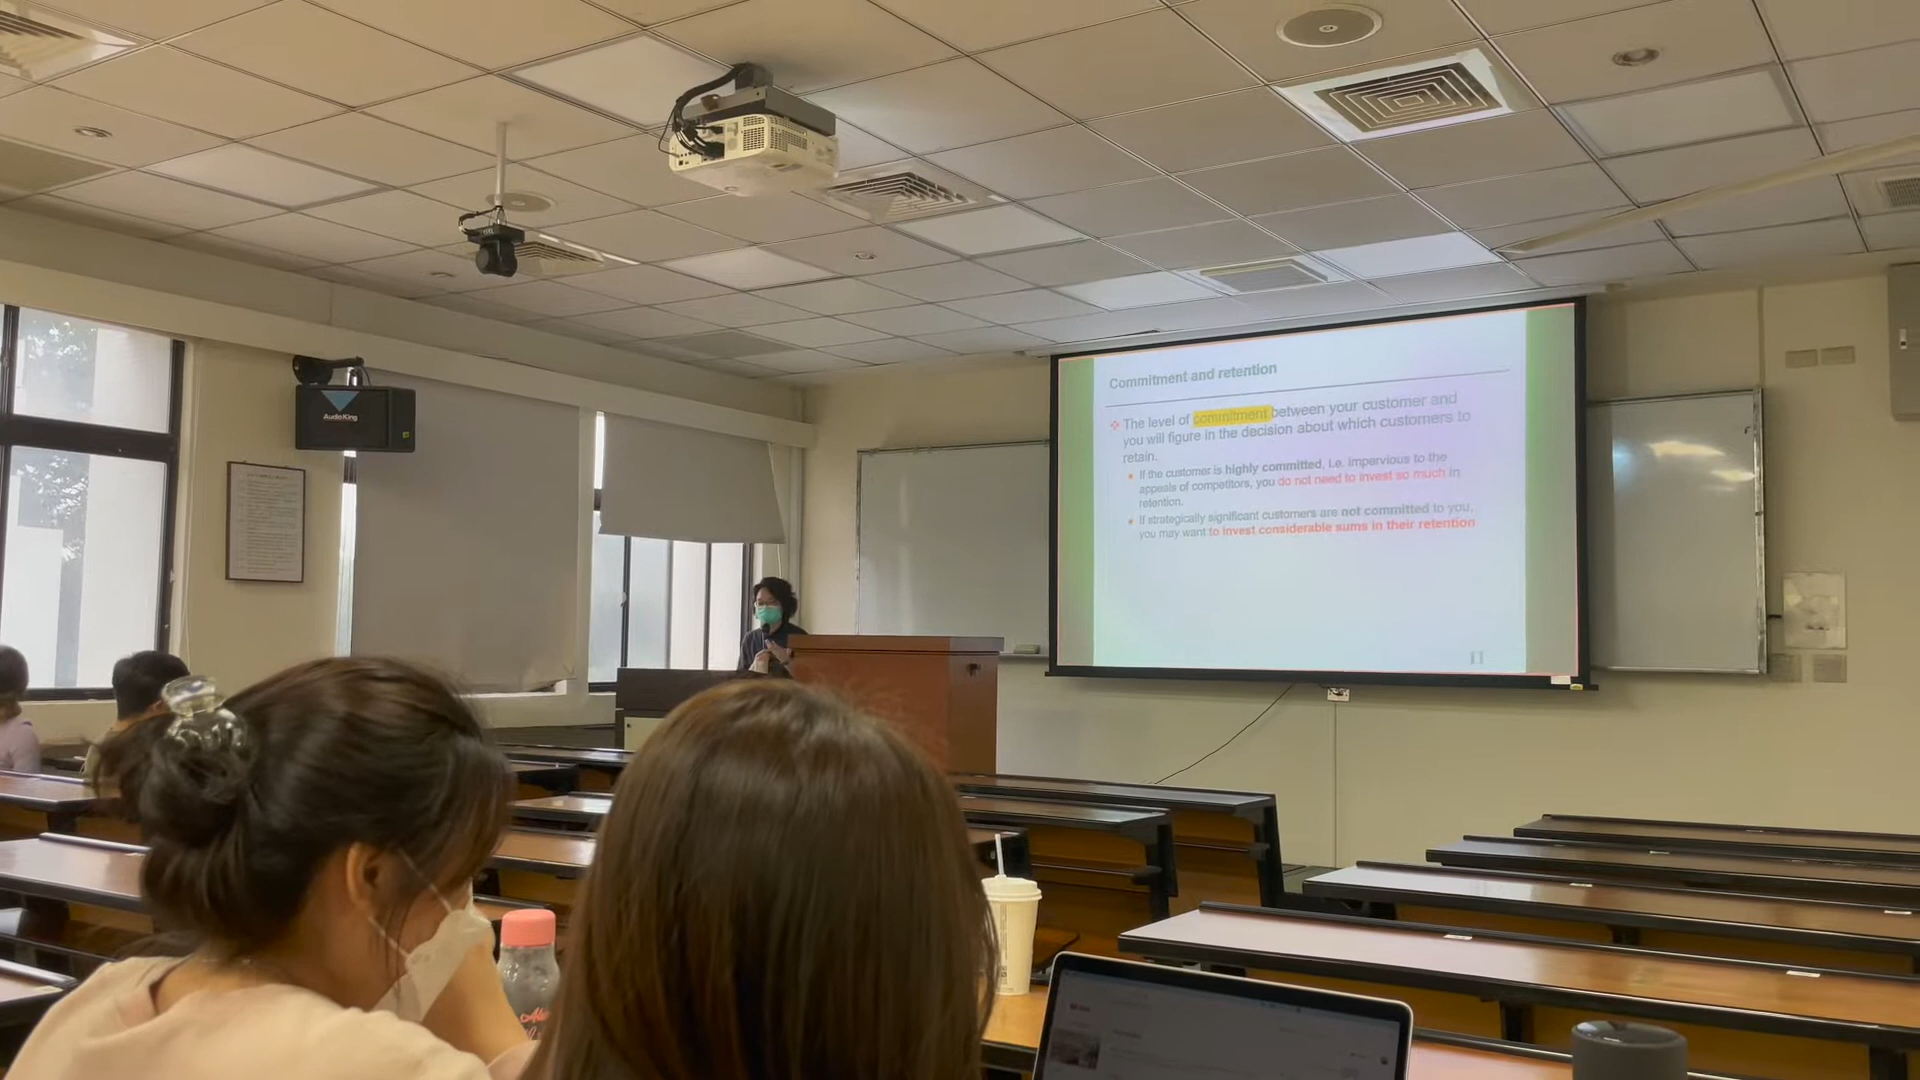 AudioKing
Commitment and retention
The level of commitment between your customer and
you will figure in the decision about which customers to
retain.
If the customer is highly committed, i.e. impervious to the
appeals of competitors, you do not need to invest so much in
retention.
If strategically significant customers are not committed to you,
you may want to invest considerable sums in their retention
11